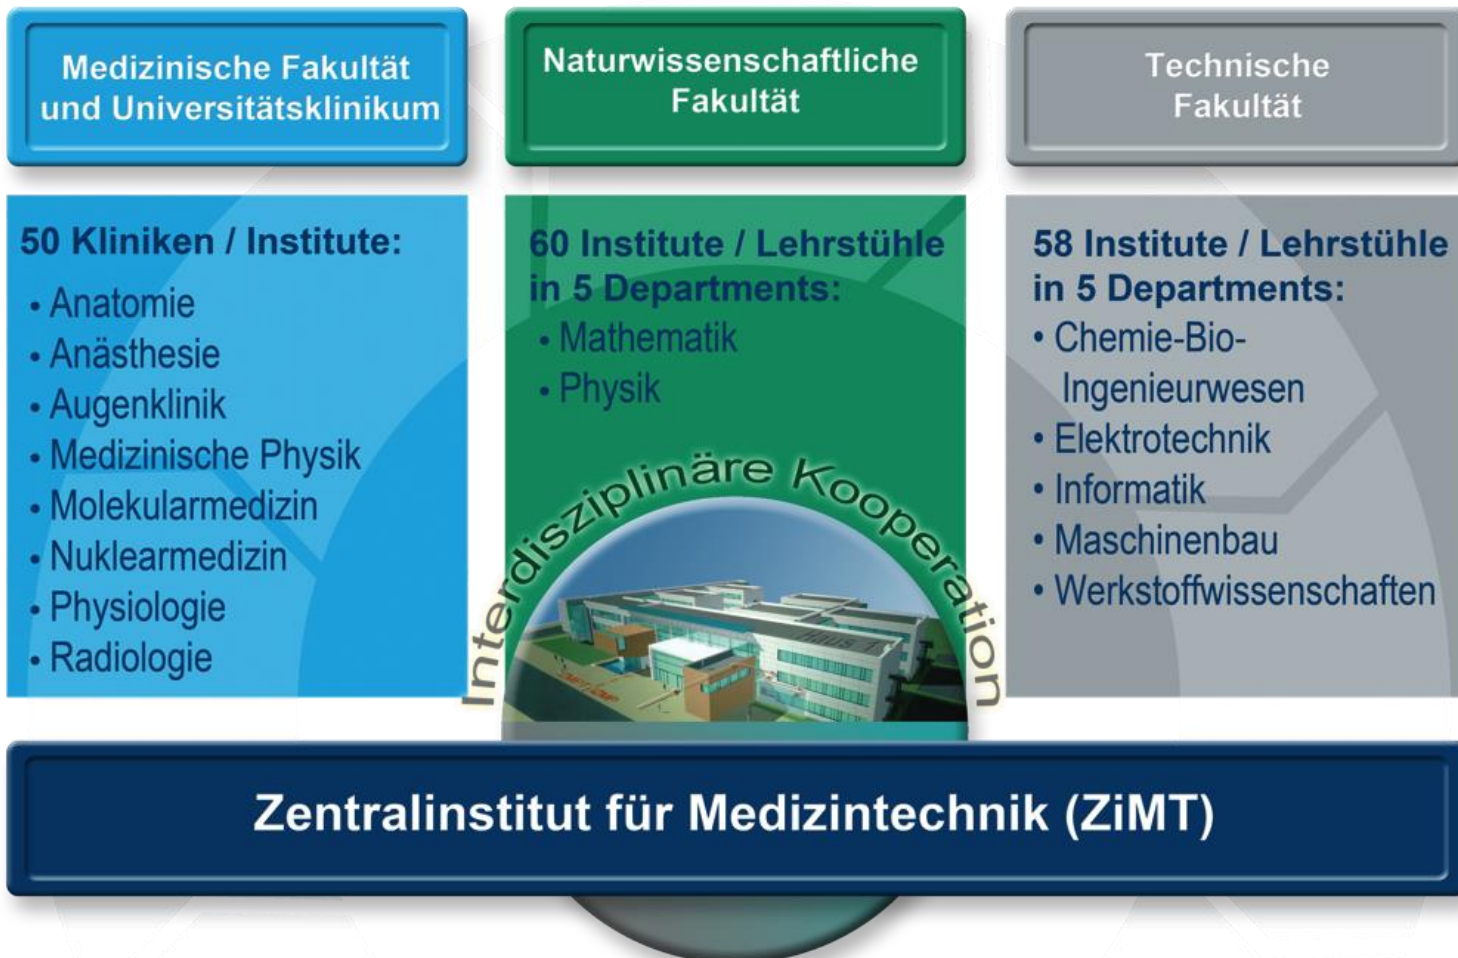 Medizinische Fakultät
und Universitätsklinikum
Naturwissenschaftliche
Fakultät
Technische
Fakultät
50 Kliniken / Institute:
• Anatomie
• Anästhesie
• Augenklinik
• Medizinische Physik
• Molekularmedizin
• Nuklearmedizin
• Physiologie
• Radiologie
60 Institute / Lehrstühle
in 5 Departments:
• Mathematik
• Physik
58 Institute / Lehrstühle
in 5 Departments:
• Chemie-Bio-
Ingenieurwesen
• Elektrotechnik
• Informatik
• Maschinenbau
• Werkstoffwissenschaften
Interdisziplinäre Kooperation
Zentralinstitut für Medizintechnik (ZiMT)